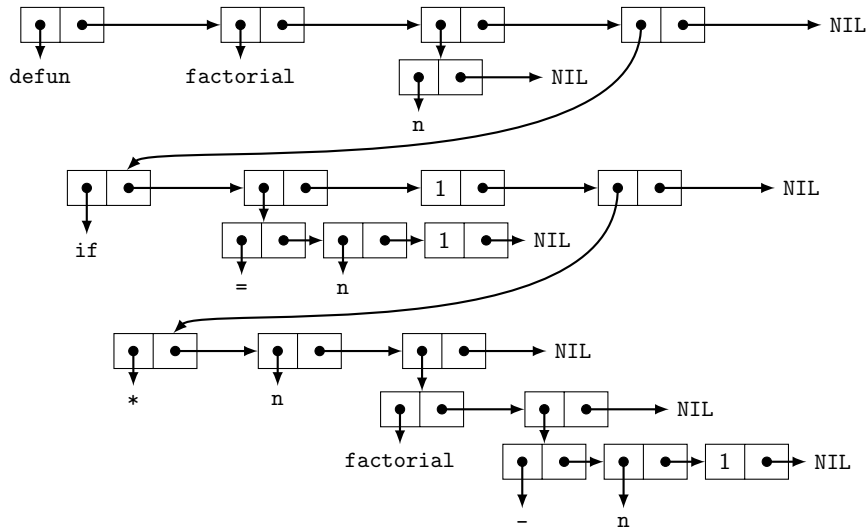 NIL
defun factorial NIL
n
1 NIL
if 1 NIL
= n
NIL
* n
NIL
factorial 1 NIL
- n